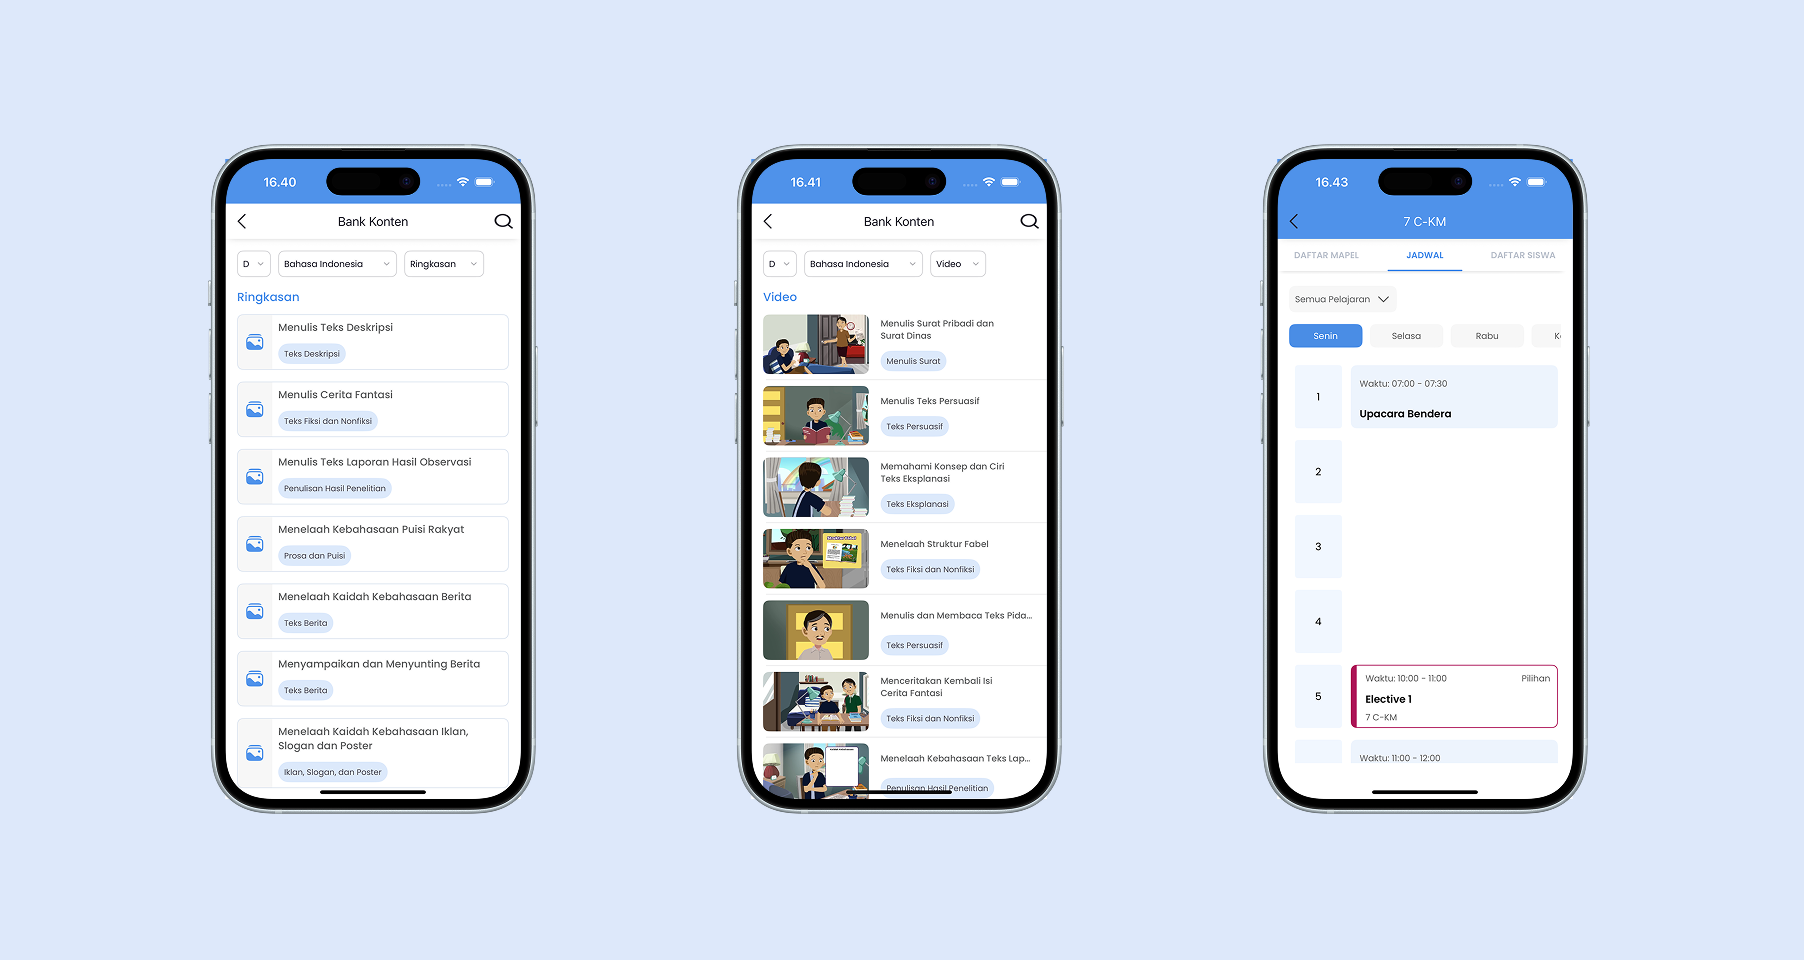 16.40
Bank Konten
D
Bahasa Indonesia
Ringkasan
Ringkasan
Menulis Teks Deskripsi
Teks Deskripsi
Menulis Cerita Fantasi
Teks Fiksi dan Nonfiksi
Menulis Teks Laporan Hasil Observasi
Penulisan Hasil Penelitian
Menelaah Kebahasaan Puisi Rakyat
Prosa dan Puisi
Menelaah Kaidah Kebahasaan Berita
Teks Berita
Menyampaikan dan Menyunting Berita
Teks Berita
Menelaah Kaidah Kebahasaan Iklan,
Slogan dan Poster
Iklan, Slogan, dan Poster
16.41
Bank Konten
D
Bahasa Indonesia
Video
Video
Menulis Surat Pribadi dan
Surat Dinas
Menulis Surat
Menulis Teks Persuasif
Teks Persuasif
Memahami Konsep dan Ciri
Teks Eksplanasi
Teks Eksplanasi
Menelaah Struktur Fabel
Teks Fiksi dan Nonfiksi
Menulis dan Membaca Teks Pida...
Teks Persuasif
Menceritakan Kembali Isi
Cerita Fantasi
Teks Fiksi dan Nonfiksi
Menelaah Kebahasaan Teks Lap...
Penulisan Hasil Penelitian
16.43
7 C-KM
DAFTAR MAPEL
JADWAL
DAFTAR SISWA
Semua Pelajaran
Senin
Selasa
Rabu
1
Waktu: 07:00 - 07:30
Upacara Bendera
2
3
4
5
Waktu: 10:00 - 11:00
Pilihan
Elective 1
7 C-KM
Waktu: 11:00 - 12:00